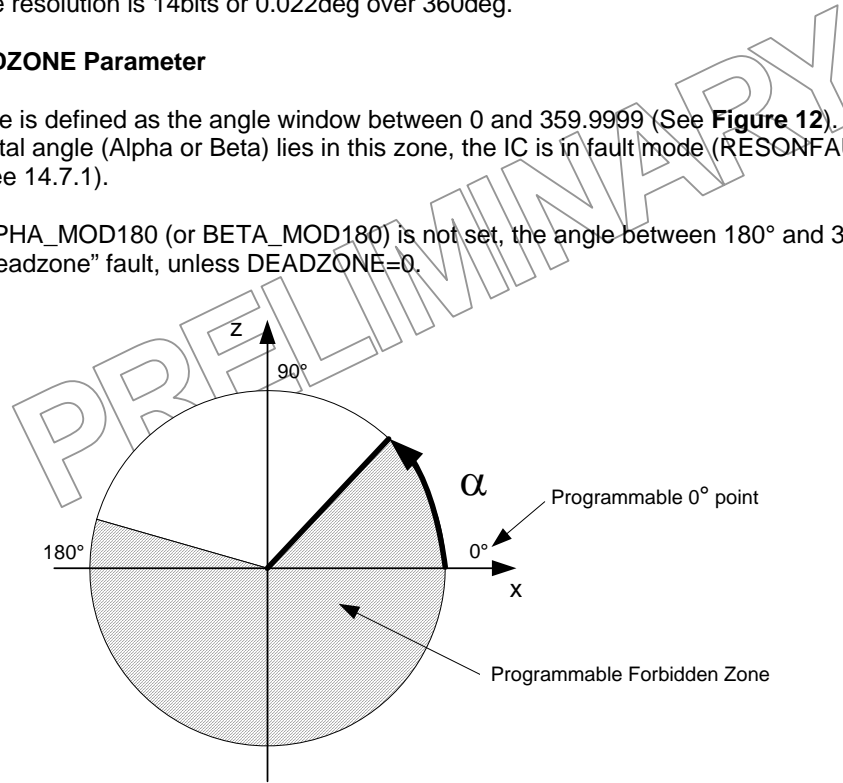 e resolution is 14bits or 0.022deg over 360deg.
DZONE Parameter
e is defined as the angle window between 0 and 359.9999 (See Figure 12).
tal angle (Alpha or Beta) lies in this zone, the IC is in fault mode (RESONFAU
ee 14.7.1).
PHA_MOD180 (or BETA_MOD180) is not set, the angle between 180° and 3
eadzone” fault, unless DEADZONE=0.
PRELIMINARY
z
90°
α
Programmable 0° point
180°
0°
x
Programmable Forbidden Zone